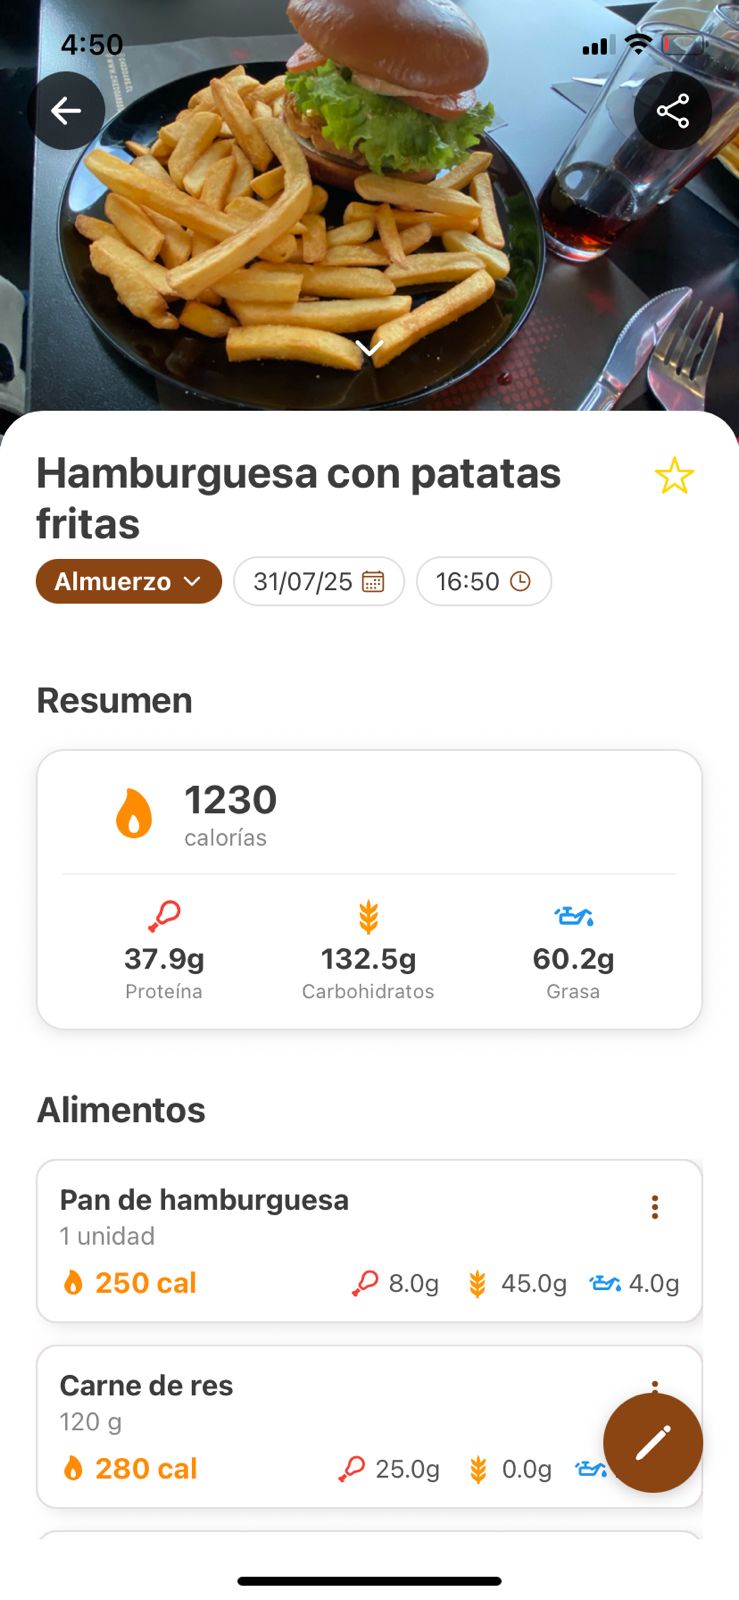 4:50
Hamburguesa con patatas
fritas
Almuerzo
31/07/25
16:50
Resumen
1230
calorías
37.9g
132.5g
60.2g
Proteína
Carbohidratos
Grasa
Alimentos
Pan de hamburguesa
1 unidad
250 cal
8.0g
45.0g
4.0g
Carne de res
120 g
280 cal
25.0g
0.0g